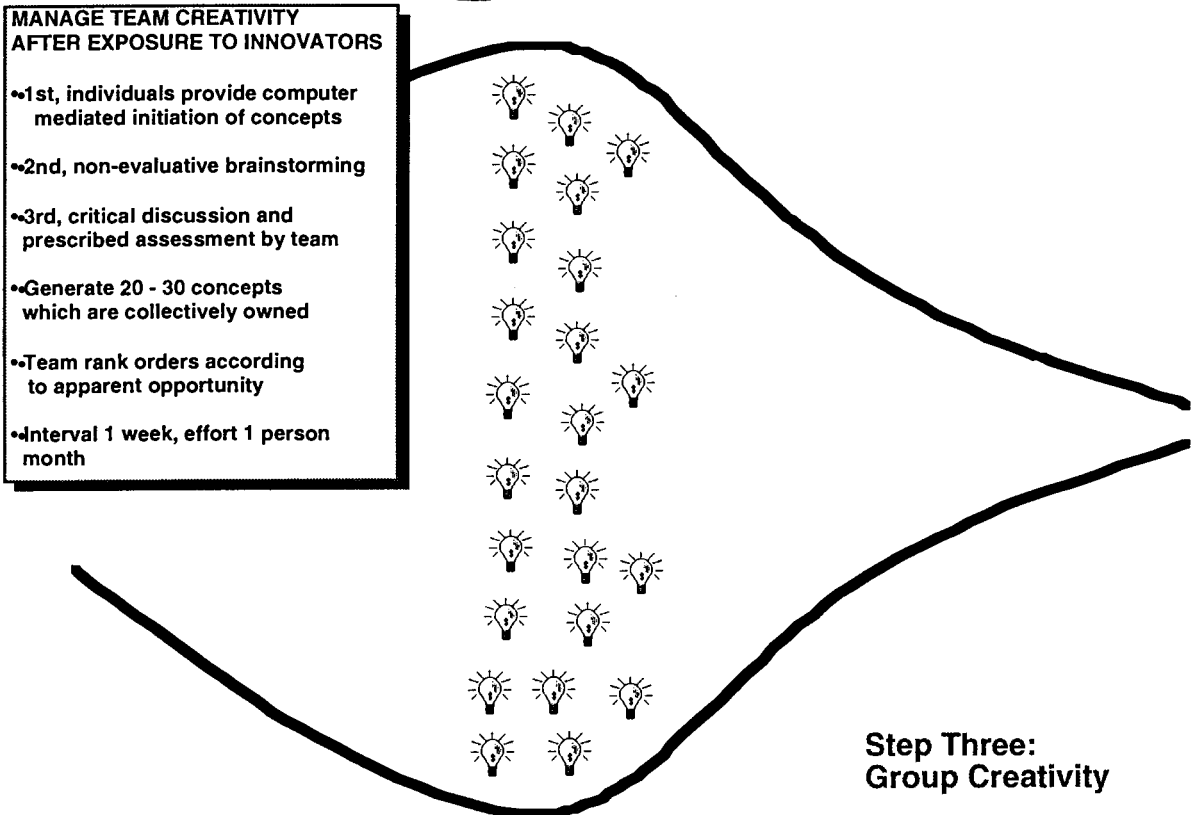 MANAGE TEAM CREATIVITY
AFTER EXPOSURE TO INNOVATORS
••1st, individuals provide computer
mediated initiation of concepts
••2nd, non-evaluative brainstorming
••3rd, critical discussion and
prescribed assessment by team
••Generate 20 - 30 concepts
which are collectively owned
••Team rank orders according
to apparent opportunity
••Interval 1 week, effort 1 person
month
Step Three:
Group Creativity